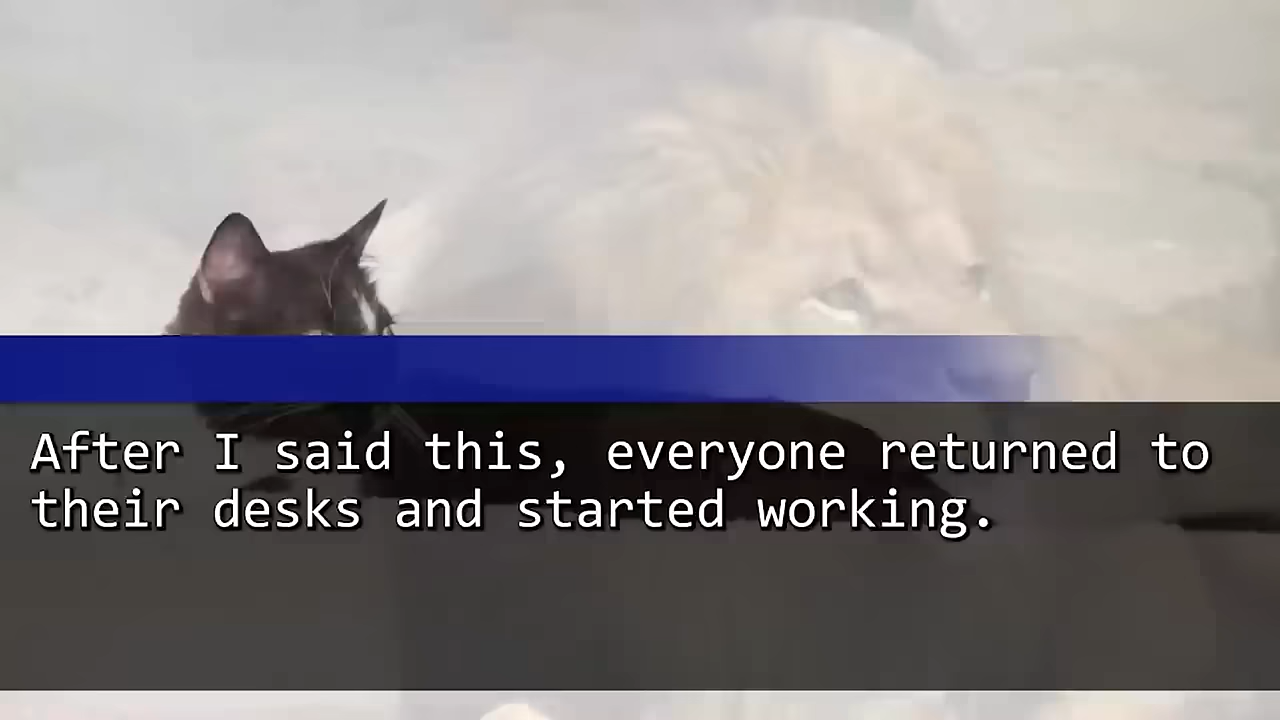 After I said this, everyone returned to
their desks and started working.